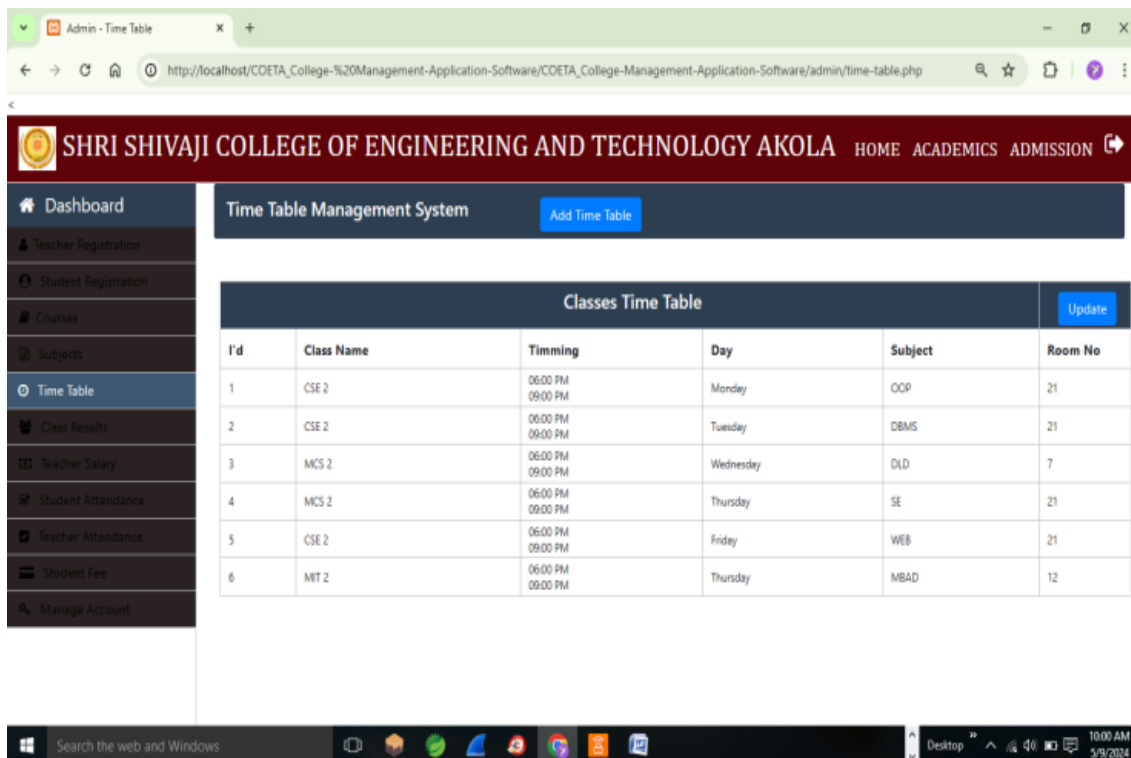 Admin - Time Table
http://localhost/COETA_College-%20Management-Application-Software/COETA_College-Management-Application-Software/admin/time-table.php
SHRI SHIVAJI COLLEGE OF ENGINEERING AND TECHNOLOGY AKOLA HOME ACADEMICS ADMISSION
Dashboard
Teacher Registration
Student Registration
Courses
Subjects
Time Table
Class Results
Teacher Salary
Student Attendance
Teacher Attendance
Student Fee
Manage Account
Time Table Management System Add Time Table
Classes Time Table Update
I'd Class Name Timming Day Subject Room No
1 CSE 2 06:00 PM 09:00 PM Monday OOP 21
2 CSE 2 06:00 PM 09:00 PM Tuesday DBMS 21
3 MCS 2 06:00 PM 09:00 PM Wednesday DLD 7
4 MCS 2 06:00 PM 09:00 PM Thursday SE 21
5 CSE 2 06:00 PM 09:00 PM Friday WEB 21
6 MIT 2 06:00 PM 09:00 PM Thursday MBAD 12
Search the web and Windows
Desktop
10:00 AM
5/9/2024